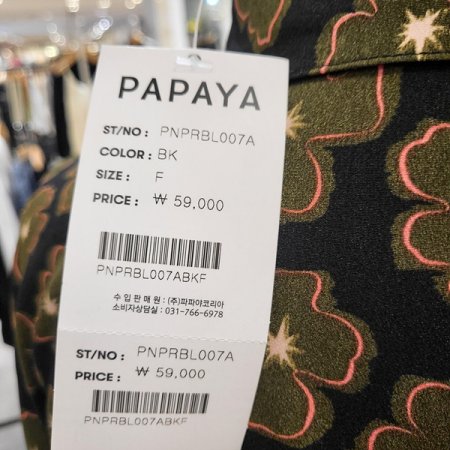 PAPAYA
ST/NO : PNPRBL007A
COLOR : BK
SIZE : F
PRICE : ₩ 59,000
PNPRBL007ABKF
수 입 판 매 원 : (주)파파야코리아
소비자상담실 : 031-766-6978
ST/NO : PNPRBL007A
PRICE : ₩ 59,000
PNPRBL007ABKF